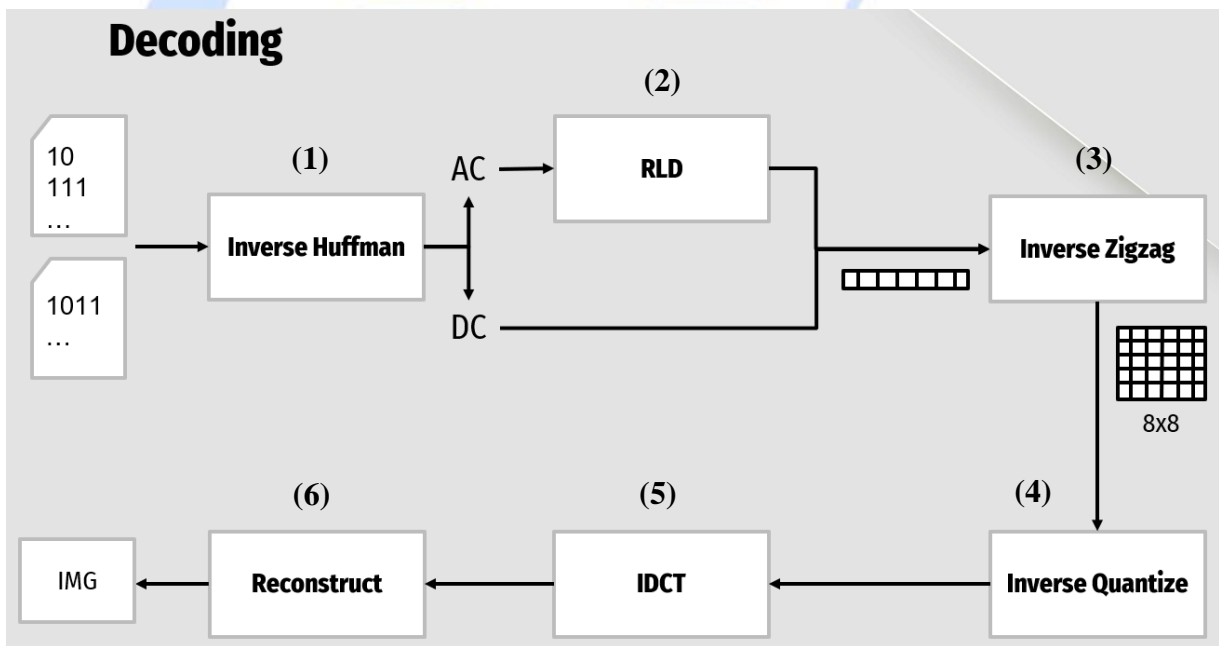 Decoding
(2)
10
111
...
(1)
AC
RLD
(3)
Inverse Huffman
Inverse Zigzag
1011
...
DC
8x8
(6)
(5)
(4)
IMG
Reconstruct
IDCT
Inverse Quantize